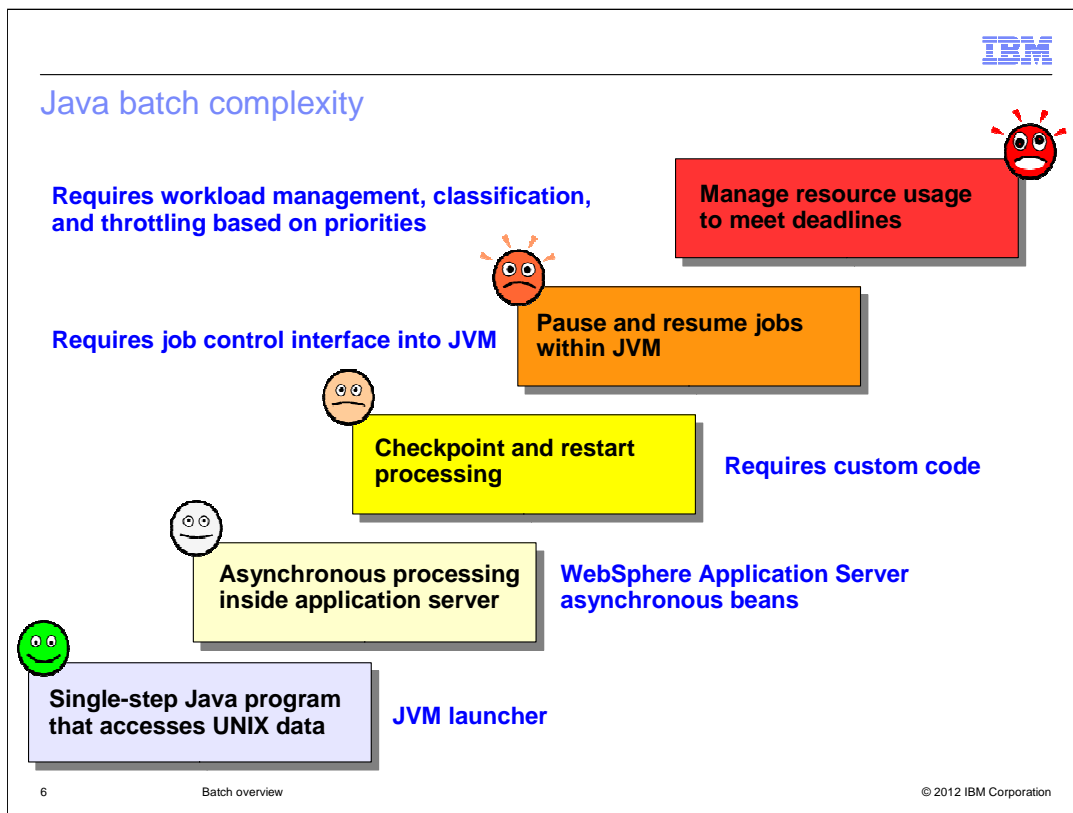 IBM
Java batch complexity
Requires workload management, classification,
and throttling based on priorities
Manage resource usage
to meet deadlines
Requires job control interface into JVM
Pause and resume jobs
within JVM
Checkpoint and restart
processing
Requires custom code
Asynchronous processing
inside application server
WebSphere Application Server
asynchronous beans
Single-step Java program
that accesses UNIX data
JVM launcher
6
Batch overview
© 2012 IBM Corporation